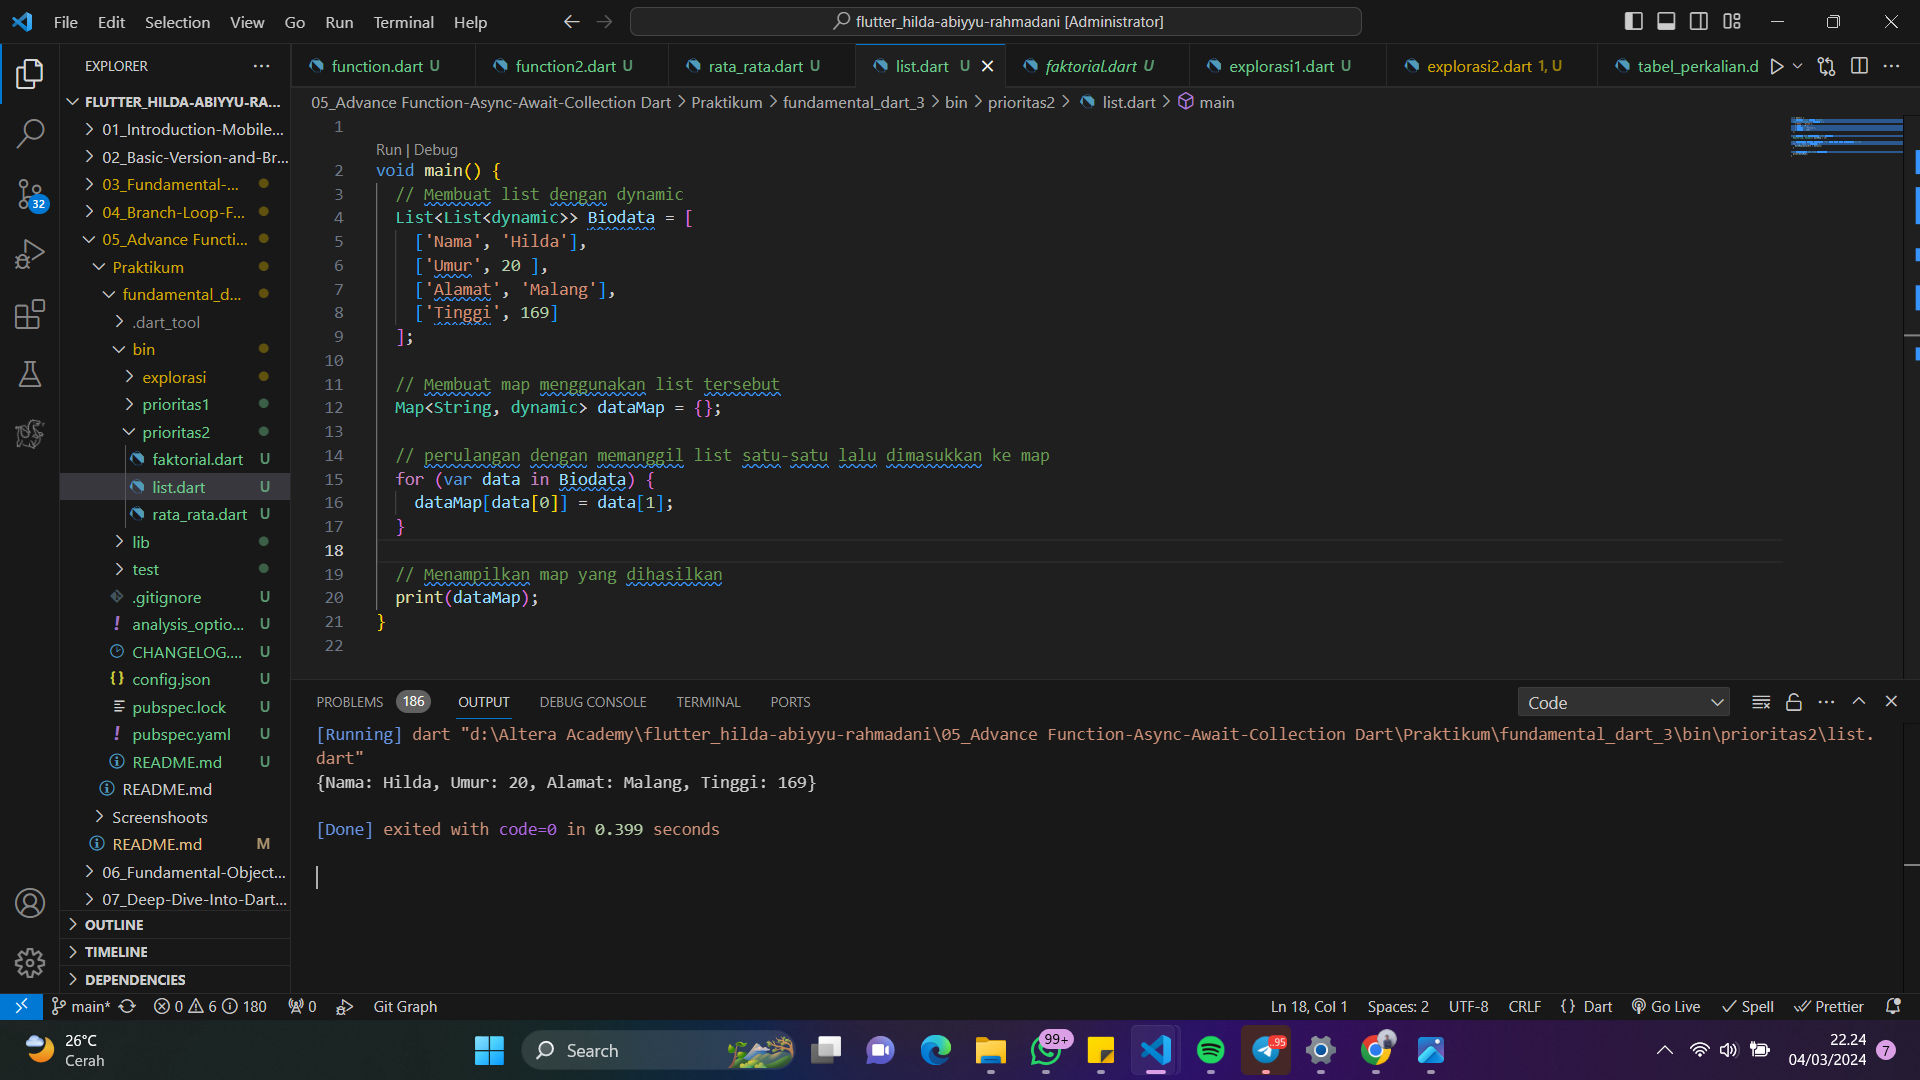 File Edit Selection View Go Run Terminal Help
flutter_hilda-abiyyu-rahmadani [Administrator]
EXPLORER
function.dart U
function2.dart U
rata_rata.dart U
list.dart U
faktorial.dart U
explorasi1.dart U
explorasi2.dart 1, U
tabel_perkalian.d
FLUTTER_HILDA-ABIYYU-RA...
01_Introduction-Mobile...
02_Basic-Version-and-Br...
03_Fundamental-...
04_Branch-Loop-F...
05_Advance Functi...
Praktikum
fundamental_d...
.dart_tool
bin
explorasi
prioritas1
prioritas2
faktorial.dart U
list.dart U
rata_rata.dart U
lib
test
.gitignore U
analysis_optio... U
CHANGELOG.... U
config.json U
pubspec.lock U
pubspec.yaml U
README.md U
README.md
Screenshoots
README.md M
06_Fundamental-Object...
07_Deep-Dive-Into-Dart...
OUTLINE
TIMELINE
DEPENDENCIES
32
05_Advance Function-Async-Await-Collection Dart > Praktikum > fundamental_dart_3 > bin > prioritas2 > list.dart > main
1
Run | Debug
2 void main() {
3 // Membuat list dengan dynamic
4 List<List<dynamic>> Biodata = [
5 ['Nama', 'Hilda'],
6 ['Umur', 20 ],
7 ['Alamat', 'Malang'],
8 ['Tinggi', 169]
9 ];
10
11 // Membuat map menggunakan list tersebut
12 Map<String, dynamic> dataMap = {};
13
14 // perulangan dengan memanggil list satu-satu lalu dimasukkan ke map
15 for (var data in Biodata) {
16 dataMap[data[0]] = data[1];
17 }
18
19 // Menampilkan map yang dihasilkan
20 print(dataMap);
21 }
22
PROBLEMS 186 OUTPUT DEBUG CONSOLE TERMINAL PORTS
Code
[Running] dart "d:\Altera Academy\flutter_hilda-abiyyu-rahmadani\05_Advance Function-Async-Await-Collection Dart\Praktikum\fundamental_dart_3\bin\prioritas2\list.
dart"
{Nama: Hilda, Umur: 20, Alamat: Malang, Tinggi: 169}
[Done] exited with code=0 in 0.399 seconds
main* 0 6 180 0 Git Graph
Ln 18, Col 1 Spaces: 2 UTF-8 CRLF {} Dart Go Live Spell Prettier
26°C
Cerah
Search
99+
..95
22.24
04/03/2024
7